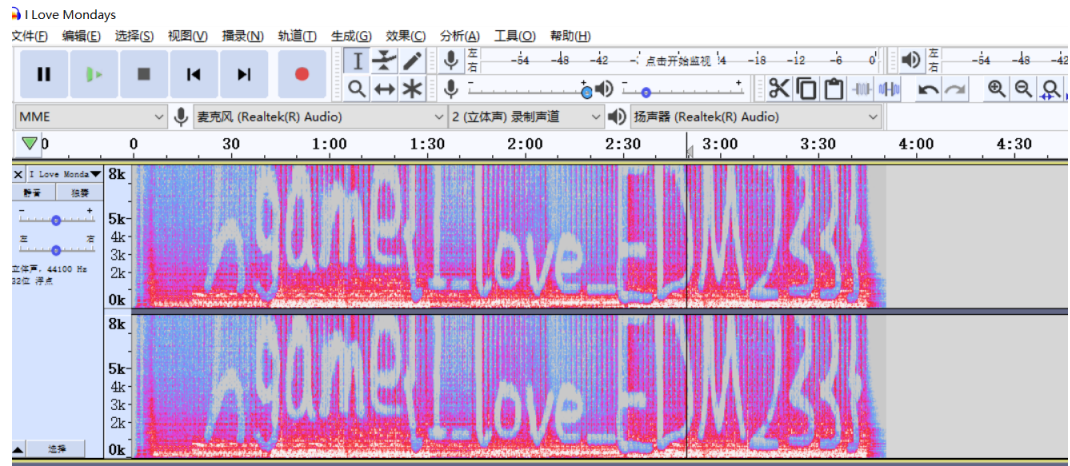 I Love Mondays
文件(F) 编辑(E) 选择(S) 视图(V) 播录(N) 轨道(T) 生成(G) 效果(C) 分析(A) 工具(O) 帮助(H)
左 右 -54 -48 -42 点击开始监视 -18 -12 -6 0 左 右 -54 -48 -42
- + - +
MME 麦克风 (Realtek(R) Audio) 2 (立体声) 录制声道 扬声器 (Realtek(R) Audio)
0 0 30 1:00 1:30 2:00 2:30 3:00 3:30 4:00 4:30
I Love Monda
静音 独奏
- +
左 右
立体声, 44100 Hz
32位 浮点
8k
5k
4k
3k
2k
0k
hgame{I_love_EDM233}
8k
5k
4k
3k
2k
0k
hgame{I_love_EDM233}
选择